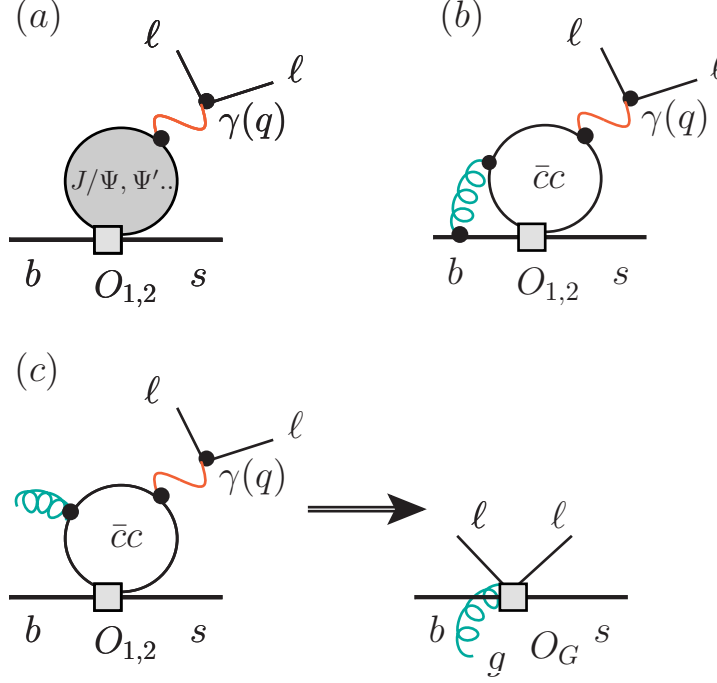 (a)
ℓ
ℓ
γ(q)
J/Ψ, Ψ′..
b
O1,2
s
(b)
ℓ
ℓ
γ(q)
c̄c
b
O1,2
s
(c)
ℓ
ℓ
γ(q)
c̄c
b
O1,2
s
ℓ
ℓ
b
g
OG
s